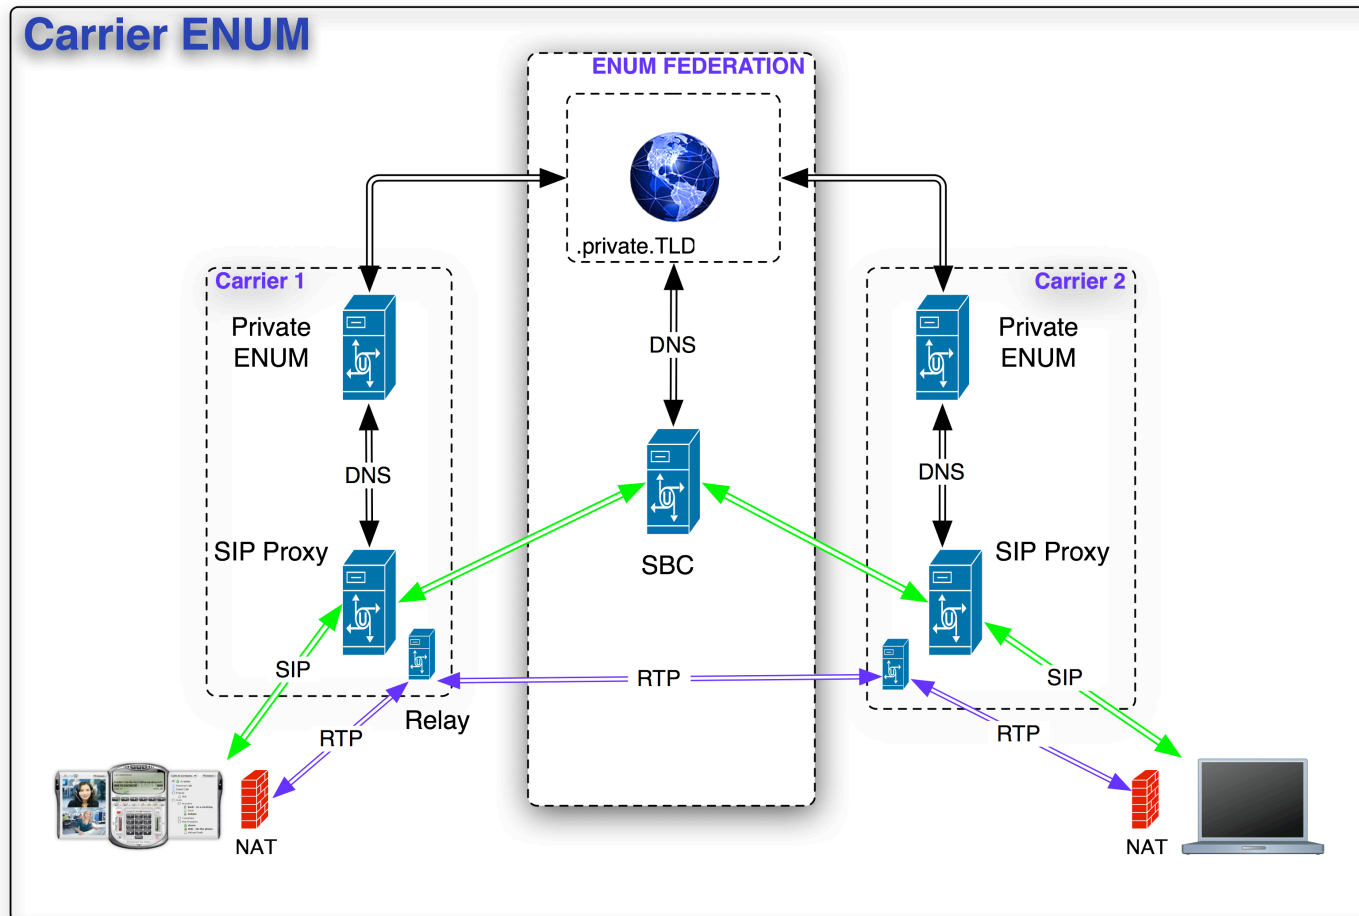 Carrier ENUM
ENUM FEDERATION
.private.TLD
Carrier 1
Carrier 2
Private
ENUM
Private
ENUM
DNS
DNS
DNS
SIP Proxy
SBC
SIP Proxy
SIP
RTP
SIP
Relay
RTP
RTP
NAT
NAT